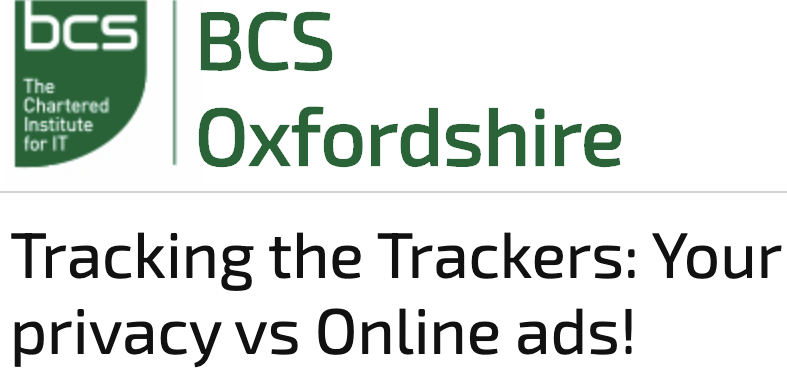 bcs
The
Chartered
Institute
for IT
BCS
Oxfordshire
Tracking the Trackers: Your
privacy vs Online ads!